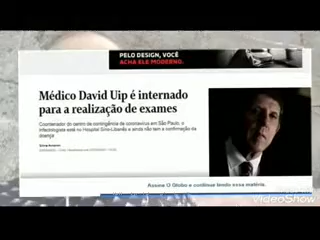 PELO DESIGN, VOCÊ
ACHA ELE MODERNO.
Médico David Uip é internado
para a realização de exames
Coordenador do centro de contingência de coronavírus em São Paulo, o
infectologista está no Hospital Sírio-Libanês e ainda não tem a confirmação da
doença
Assine O Globo e continue lendo essa matéria.
VideoShow